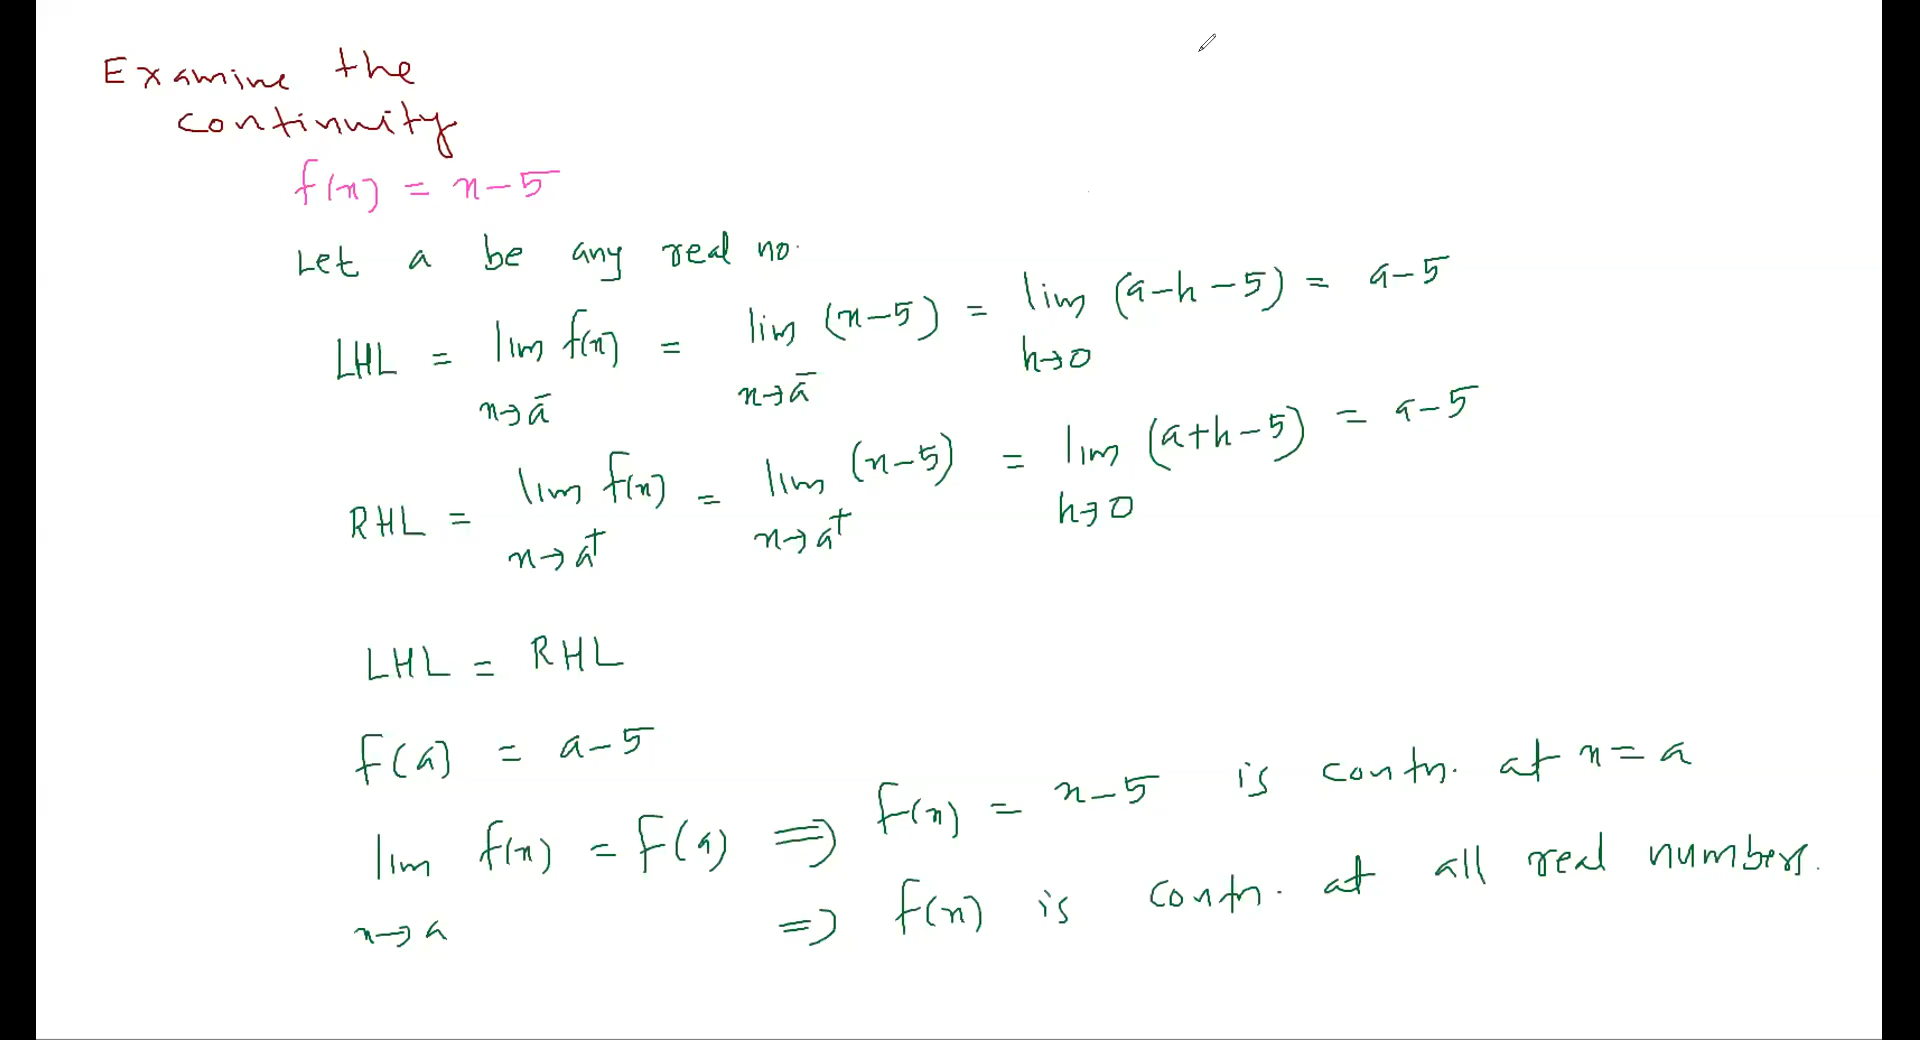 Examine the
continuity
f(x) = x-5
Let a be any real no.
LHL = lim f(x) = lim (x-5) = lim (a-h-5) = a-5
x→a⁻ x→a⁻ h→0
RHL = lim f(x) = lim (x-5) = lim (a+h-5) = a-5
x→a⁺ x→a⁺ h→0
LHL = RHL
f(a) = a-5
lim f(x) = f(a) ⇒ f(x) = x-5 is contn. at x=a
x→a ⇒ f(x) is contn. at all real numbers.